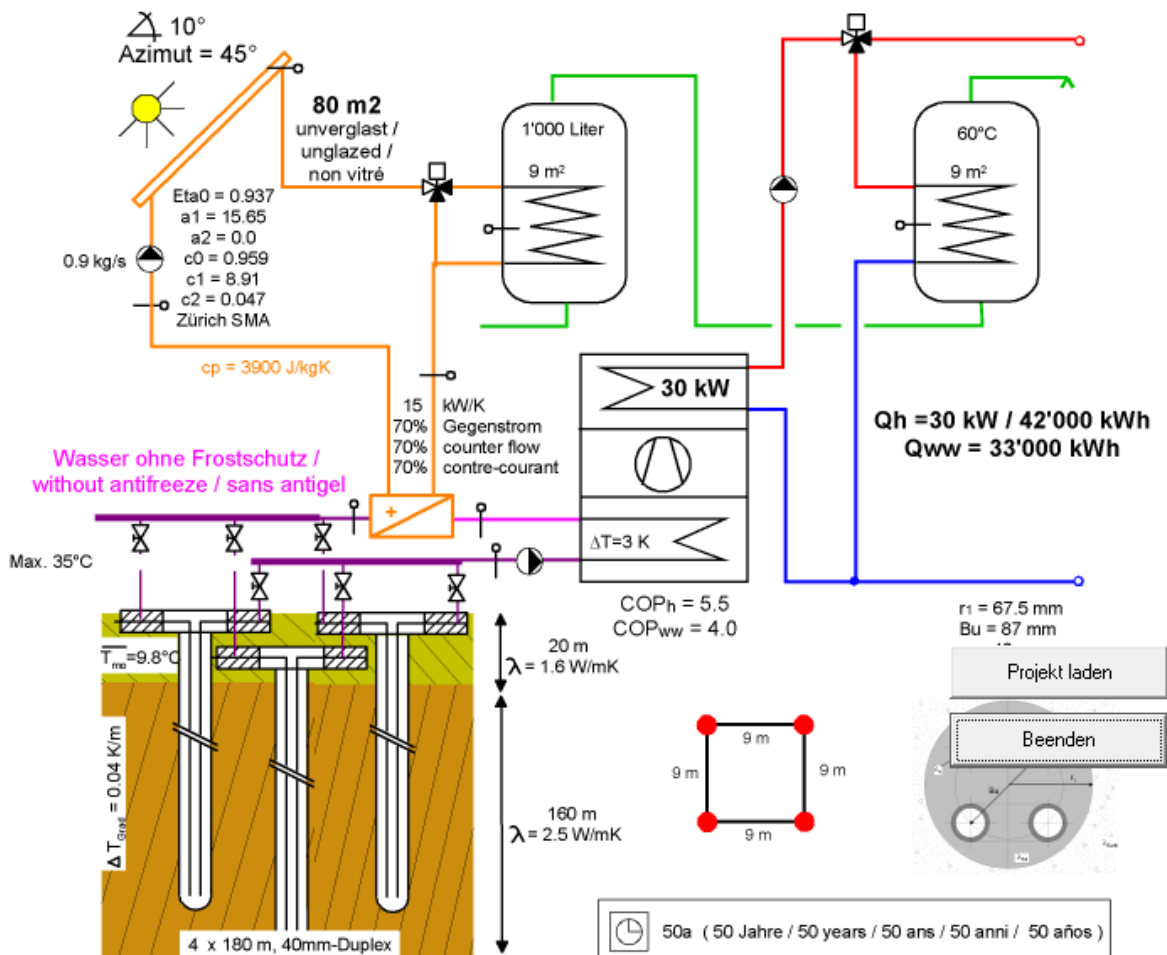 10°
Azimut = 45°
80 m2
unverglast /
unglazed /
non vitré
Eta0 = 0.937
a1 = 15.65
a2 = 0.0
c0 = 0.959
c1 = 8.91
c2 = 0.047
Zürich SMA
0.9 kg/s
cp = 3900 J/kgK
1'000 Liter
9 m²
60°C
9 m²
15 kW/K
70% Gegenstrom
70% counter flow
70% contre-courant
30 kW
ΔT=3 K
Qh =30 kW / 42'000 kWh
Qww = 33'000 kWh
Wasser ohne Frostschutz /
without antifreeze / sans antigel
+
Max. 35°C
COPh = 5.5
COPww = 4.0
r1 = 67.5 mm
Bu = 87 mm
Tmo=9.8°C
20 m
λ = 1.6 W/mK
Δ TGrad. = 0.04 K/m
160 m
λ = 2.5 W/mK
4 x 180 m, 40mm-Duplex
9 m
9 m
9 m
9 m
Projekt laden
Beenden
Bu
50a ( 50 Jahre / 50 years / 50 ans / 50 anni / 50 años )